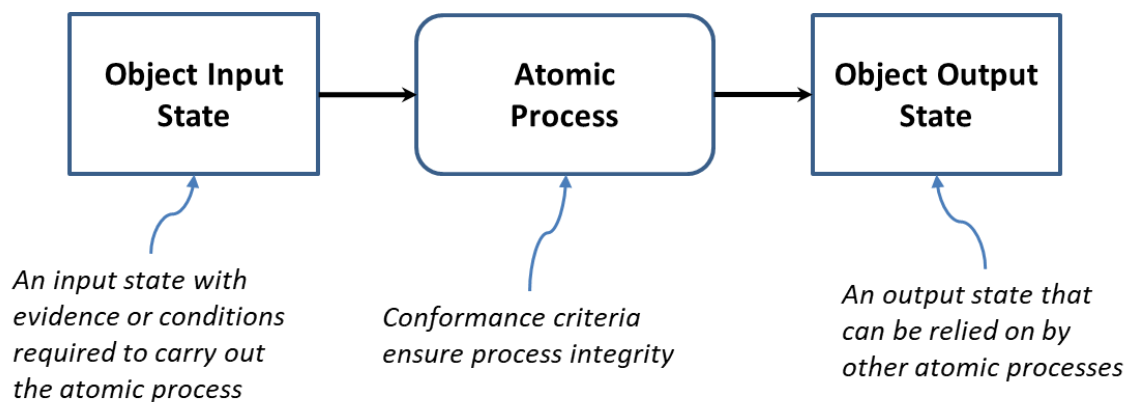 Object Input
State
Atomic
Process
Object Output
State
An input state with
evidence or conditions
required to carry out
the atomic process
Conformance criteria
ensure process integrity
An output state that
can be relied on by
other atomic processes